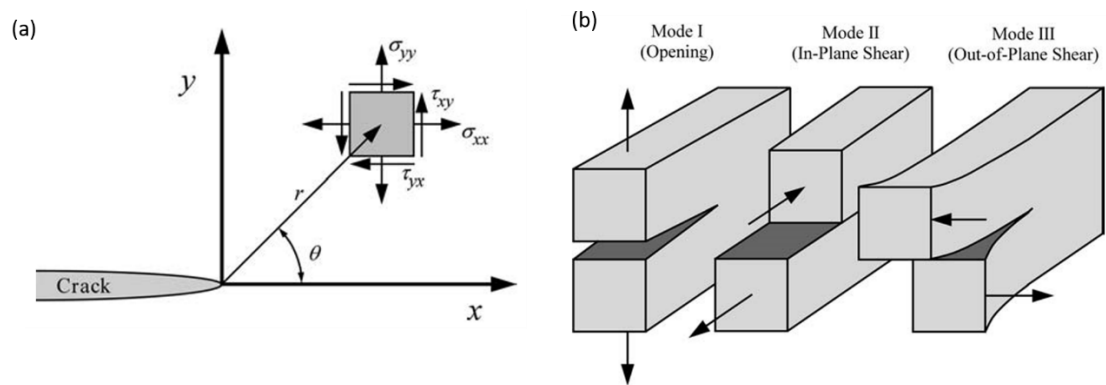 (a)
y
σyy
τxy
σxx
τyx
r
θ
Crack
x
(b)
Mode I
(Opening)
Mode II
(In-Plane Shear)
Mode III
(Out-of-Plane Shear)